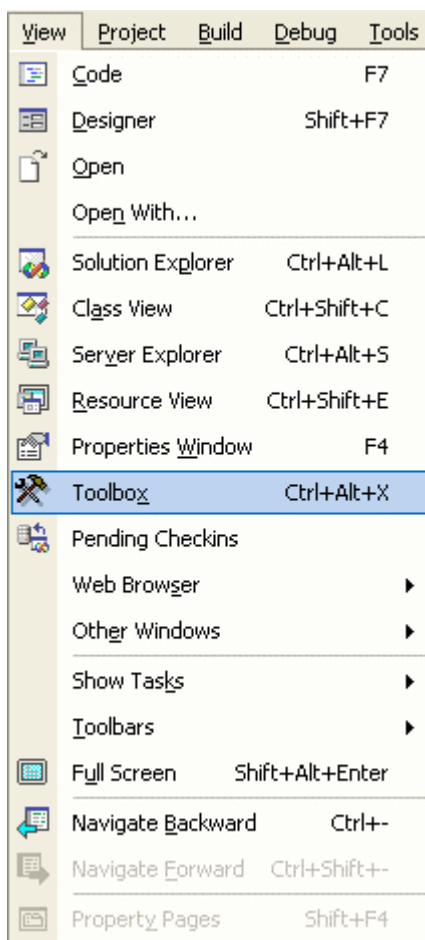 View Project Build Debug Tools
Code F7
Designer Shift+F7
Open
Open With...
Solution Explorer Ctrl+Alt+L
Class View Ctrl+Shift+C
Server Explorer Ctrl+Alt+S
Resource View Ctrl+Shift+E
Properties Window F4
Toolbox Ctrl+Alt+X
Pending Checkins
Web Browser
Other Windows
Show Tasks
Toolbars
Full Screen Shift+Alt+Enter
Navigate Backward Ctrl+-
Navigate Forward Ctrl+Shift+-
Property Pages Shift+F4